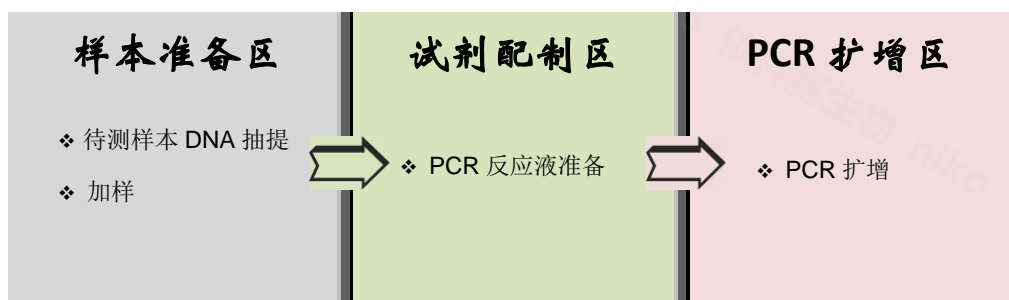 样本准备区
❖ 待测样本 DNA 抽提
❖ 加样
试剂配制区
❖ PCR 反应液准备
PCR 扩增区
❖ PCR 扩增
niko